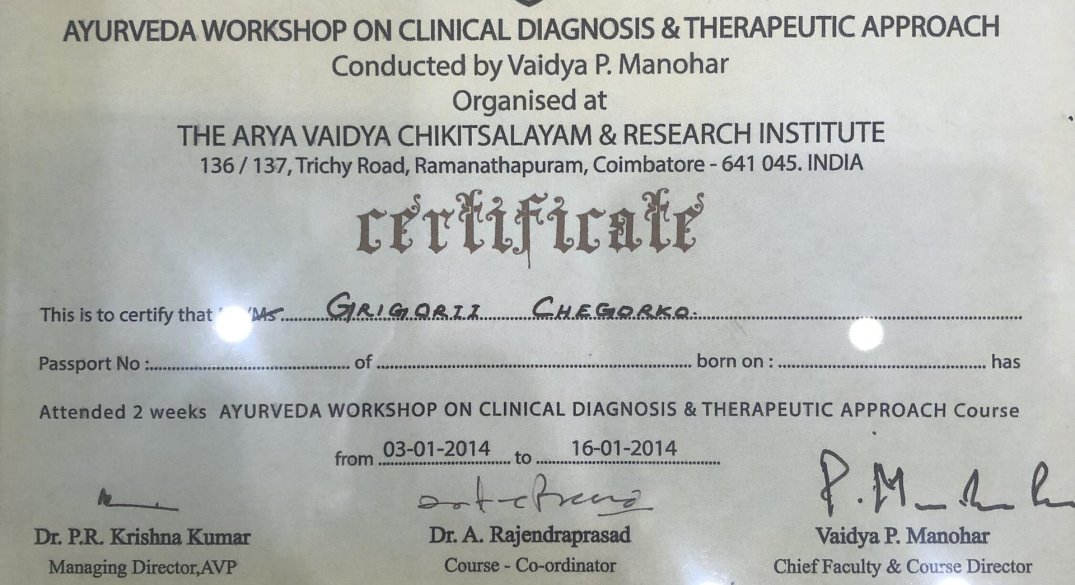 AYURVEDA WORKSHOP ON CLINICAL DIAGNOSIS & THERAPEUTIC APPROACH
Conducted by Vaidya P. Manohar
Organised at
THE ARYA VAIDYA CHIKITSALAYAM & RESEARCH INSTITUTE
136 / 137, Trichy Road, Ramanathapuram, Coimbatore - 641 045. INDIA
certificate
This is to certify that /Ms. GRIGORII CHEGORKO.
Passport No : of born on : has
Attended 2 weeks AYURVEDA WORKSHOP ON CLINICAL DIAGNOSIS & THERAPEUTIC APPROACH Course
from 03-01-2014 to 16-01-2014
P. M
Dr. P.R. Krishna Kumar Dr. A. Rajendraprasad Vaidya P. Manohar
Managing Director,AVP Course - Co-ordinator Chief Faculty & Course Director